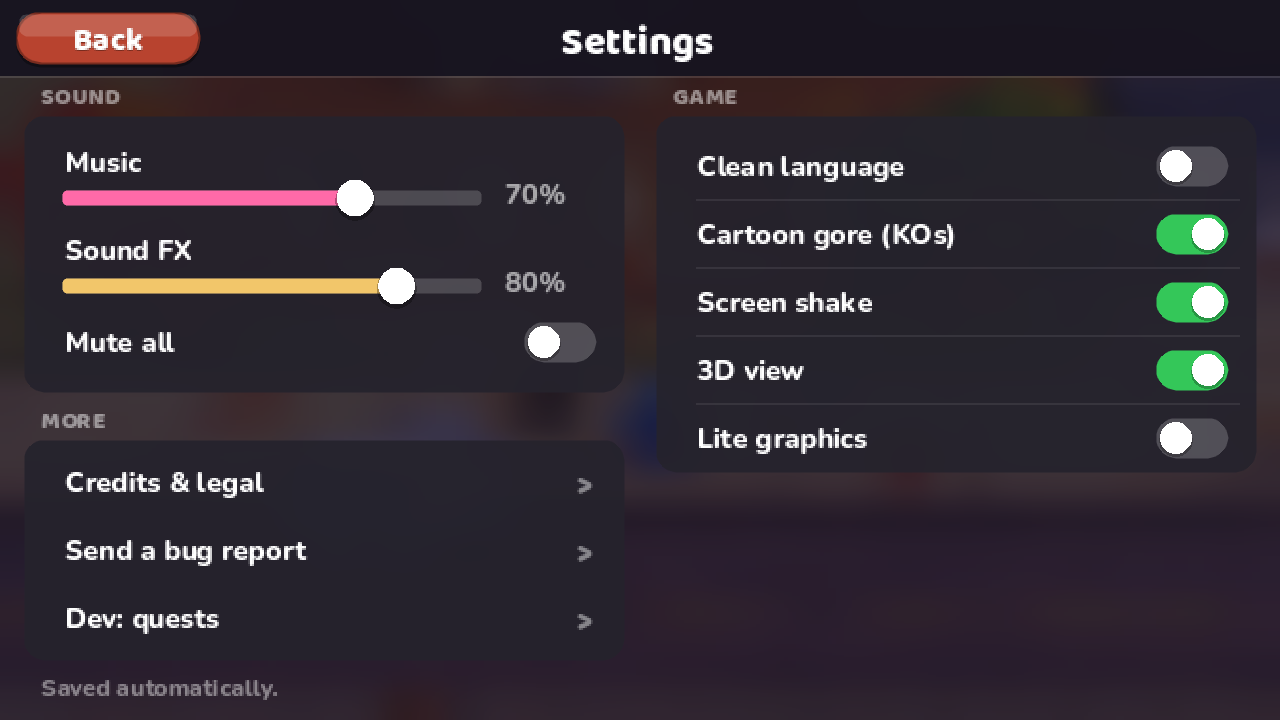 Back
Settings
SOUND
Music
70%
Sound FX
80%
Mute all
MORE
Credits & legal >
Send a bug report >
Dev: quests >
Saved automatically.
GAME
Clean language
Cartoon gore (KOs)
Screen shake
3D view
Lite graphics